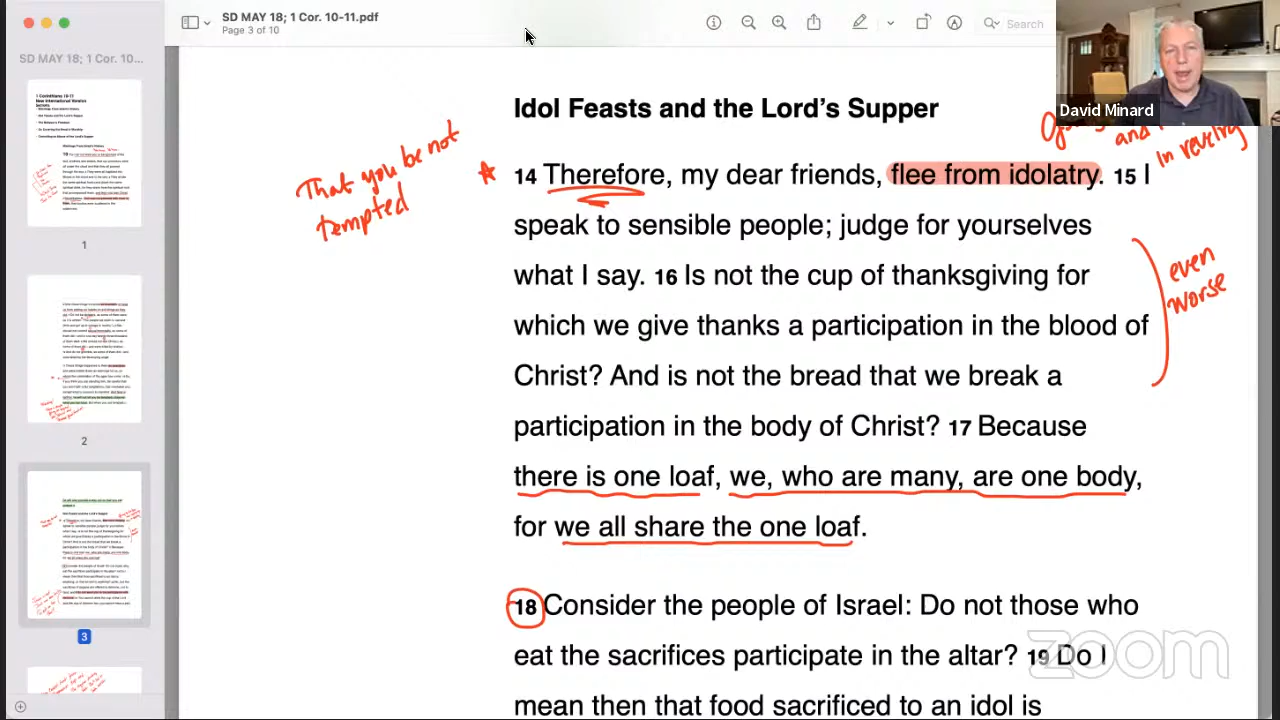 SD MAY 18; 1 Cor. 10-11.pdf
Page 3 of 10
Search
SD MAY 18; 1 Cor. 10...
1
2
3
David Minard
Idol Feasts and the Lord's Supper
and
in revelry
That you be not
tempted
14 Therefore, my dear friends, flee from idolatry. 15 I
speak to sensible people; judge for yourselves
what I say. 16 Is not the cup of thanksgiving for
which we give thanks a participation in the blood of
Christ? And is not the bread that we break a
participation in the body of Christ? 17 Because
there is one loaf, we, who are many, are one body,
for we all share the one loaf.
even
worse
18 Consider the people of Israel: Do not those who
eat the sacrifices participate in the altar? 19 Do I
mean then that food sacrificed to an idol is
zoom